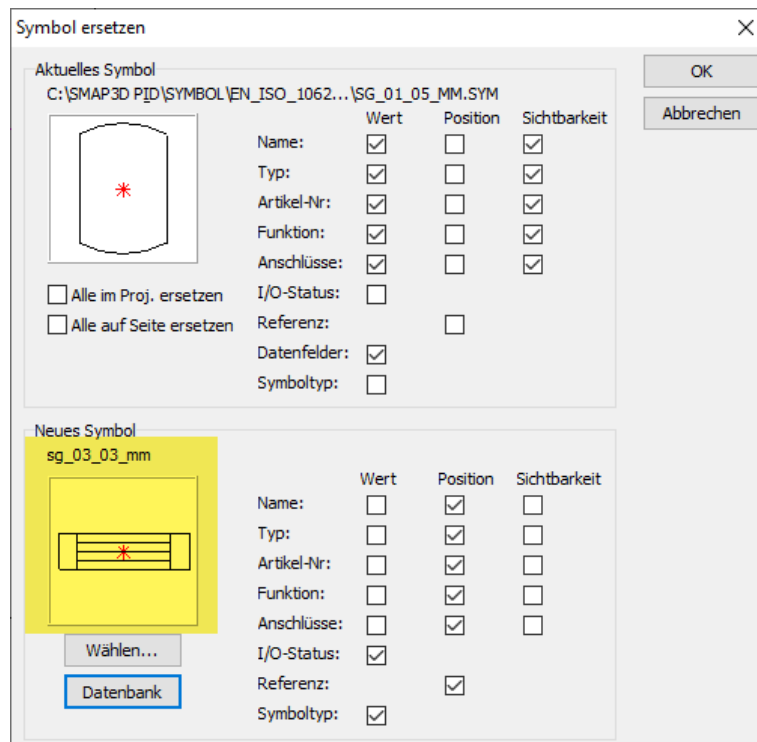 Symbol ersetzen
Aktuelles Symbol
C:\SMAP3D PID\SYMBOL\EN_ISO_1062...\SG_01_05_MM.SYM
Wert Position Sichtbarkeit
Name:
Typ:
Artikel-Nr:
Funktion:
Anschlüsse:
Alle im Proj. ersetzen I/O-Status:
Alle auf Seite ersetzen Referenz:
Datenfelder:
Symboltyp:
OK
Abbrechen
Neues Symbol
sg_03_03_mm
Wert Position Sichtbarkeit
Name:
Typ:
Artikel-Nr:
Funktion:
Anschlüsse:
Wählen... I/O-Status:
Datenbank Referenz:
Symboltyp: